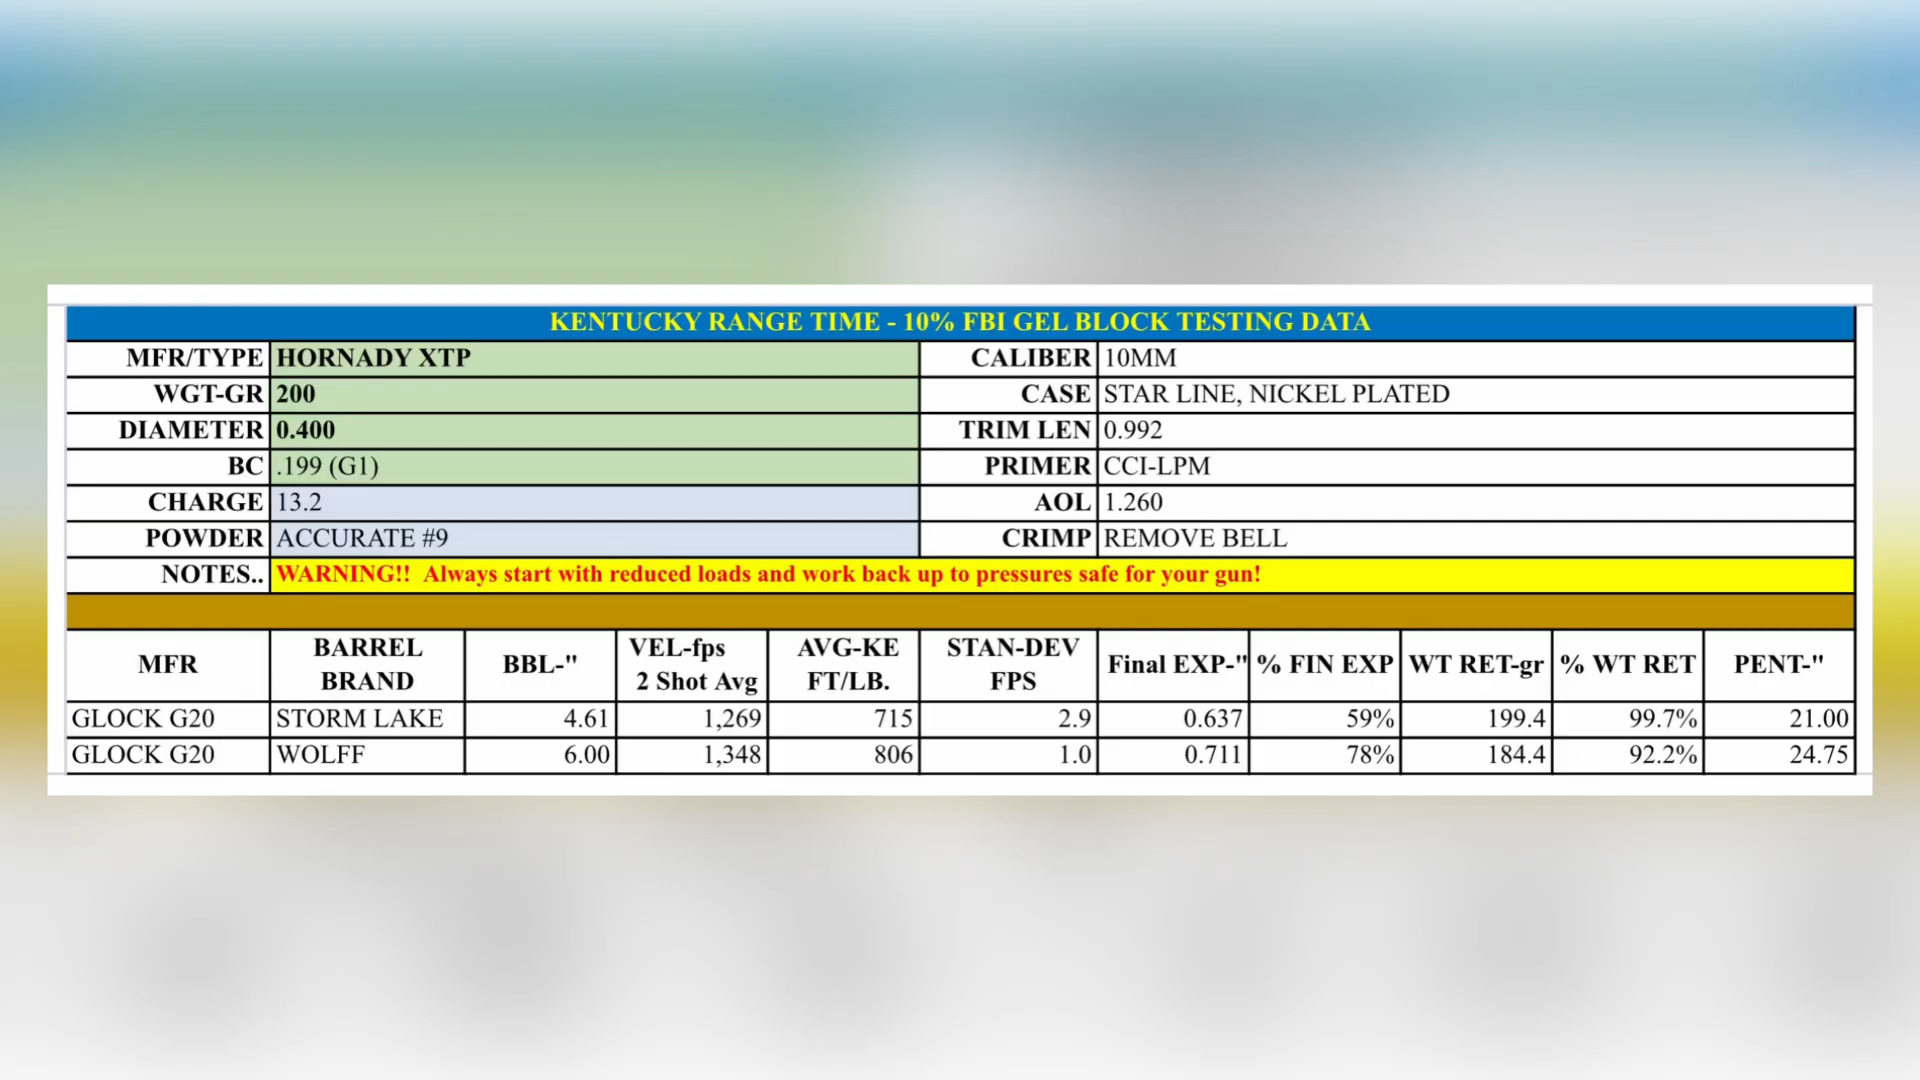 KENTUCKY RANGE TIME - 10% FBI GEL BLOCK TESTING DATA
MFR/TYPE HORNADY XTP CALIBER 10MM
WGT-GR 200 CASE STAR LINE, NICKEL PLATED
DIAMETER 0.400 TRIM LEN 0.992
BC .199 (G1) PRIMER CCI-LPM
CHARGE 13.2 AOL 1.260
POWDER ACCURATE #9 CRIMP REMOVE BELL
NOTES.. WARNING!! Always start with reduced loads and work back up to pressures safe for your gun!
MFR BARREL BRAND BBL-" VEL-fps 2 Shot Avg AVG-KE FT/LB. STAN-DEV FPS Final EXP-" % FIN EXP WT RET-gr % WT RET PENT-"
GLOCK G20 STORM LAKE 4.61 1,269 715 2.9 0.637 59% 199.4 99.7% 21.00
GLOCK G20 WOLFF 6.00 1,348 806 1.0 0.711 78% 184.4 92.2% 24.75